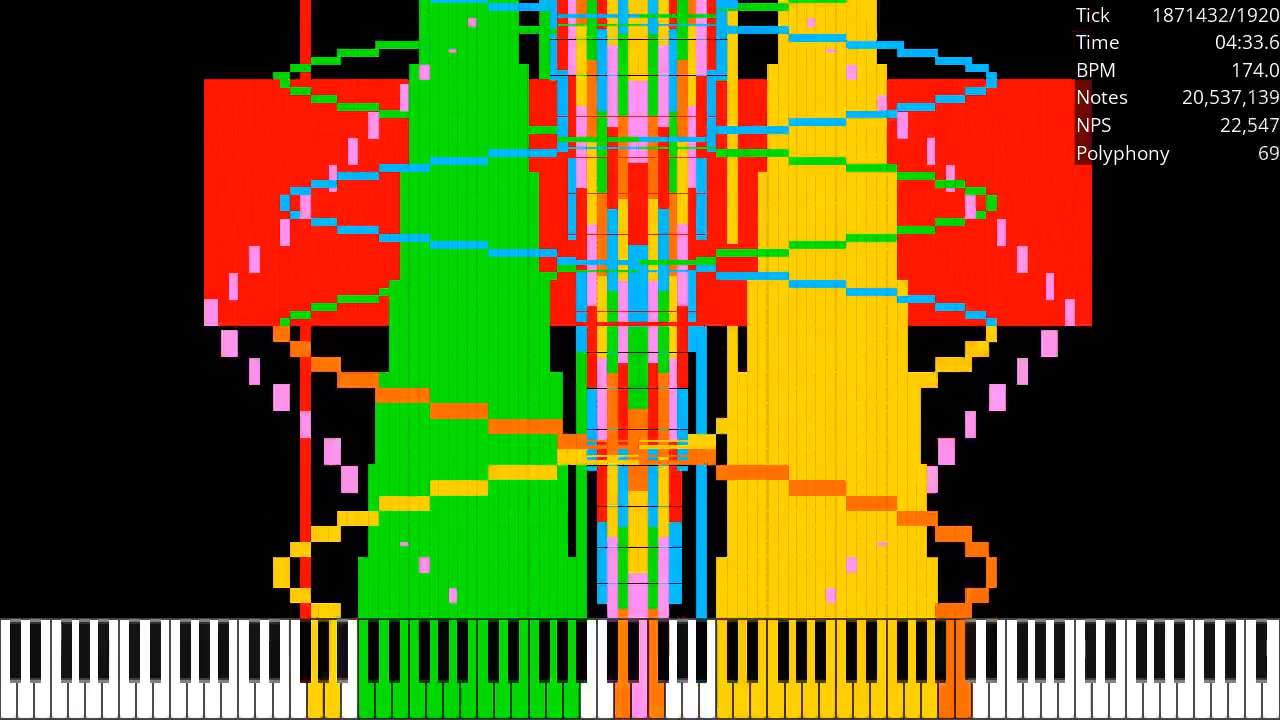 Tick 1871432/1920
Time 04:33.6
BPM 174.0
Notes 20,537,139
NPS 22,547
Polyphony 69